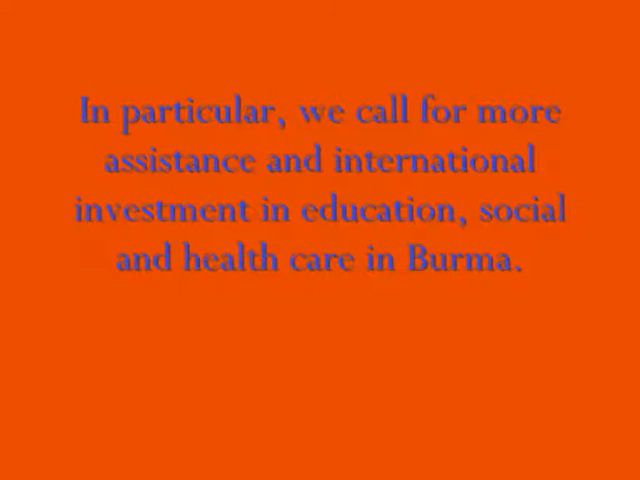 In particular, we call for more
assistance and international
investment in education, social
and health care in Burma.